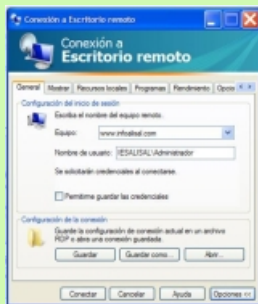 Conexión a Escritorio remoto
Conexión a
Escritorio remoto
General Mostrar Recursos locales Programas Rendimiento Opcio
Configuración del inicio de sesión
Escriba el nombre del equipo remoto.
Equipo: www.infoalisal.com
Nombre de usuario: IESALISAL\Administrador
Se solicitarán credenciales al conectarse.
Permitirme guardar las credenciales
Configuración de la conexión
Guarde la configuración de conexión actual en un archivo
RDP o abra una conexión guardada.
Guardar Guardar como... Abrir...
Conectar Cancelar Ayuda Opciones <<